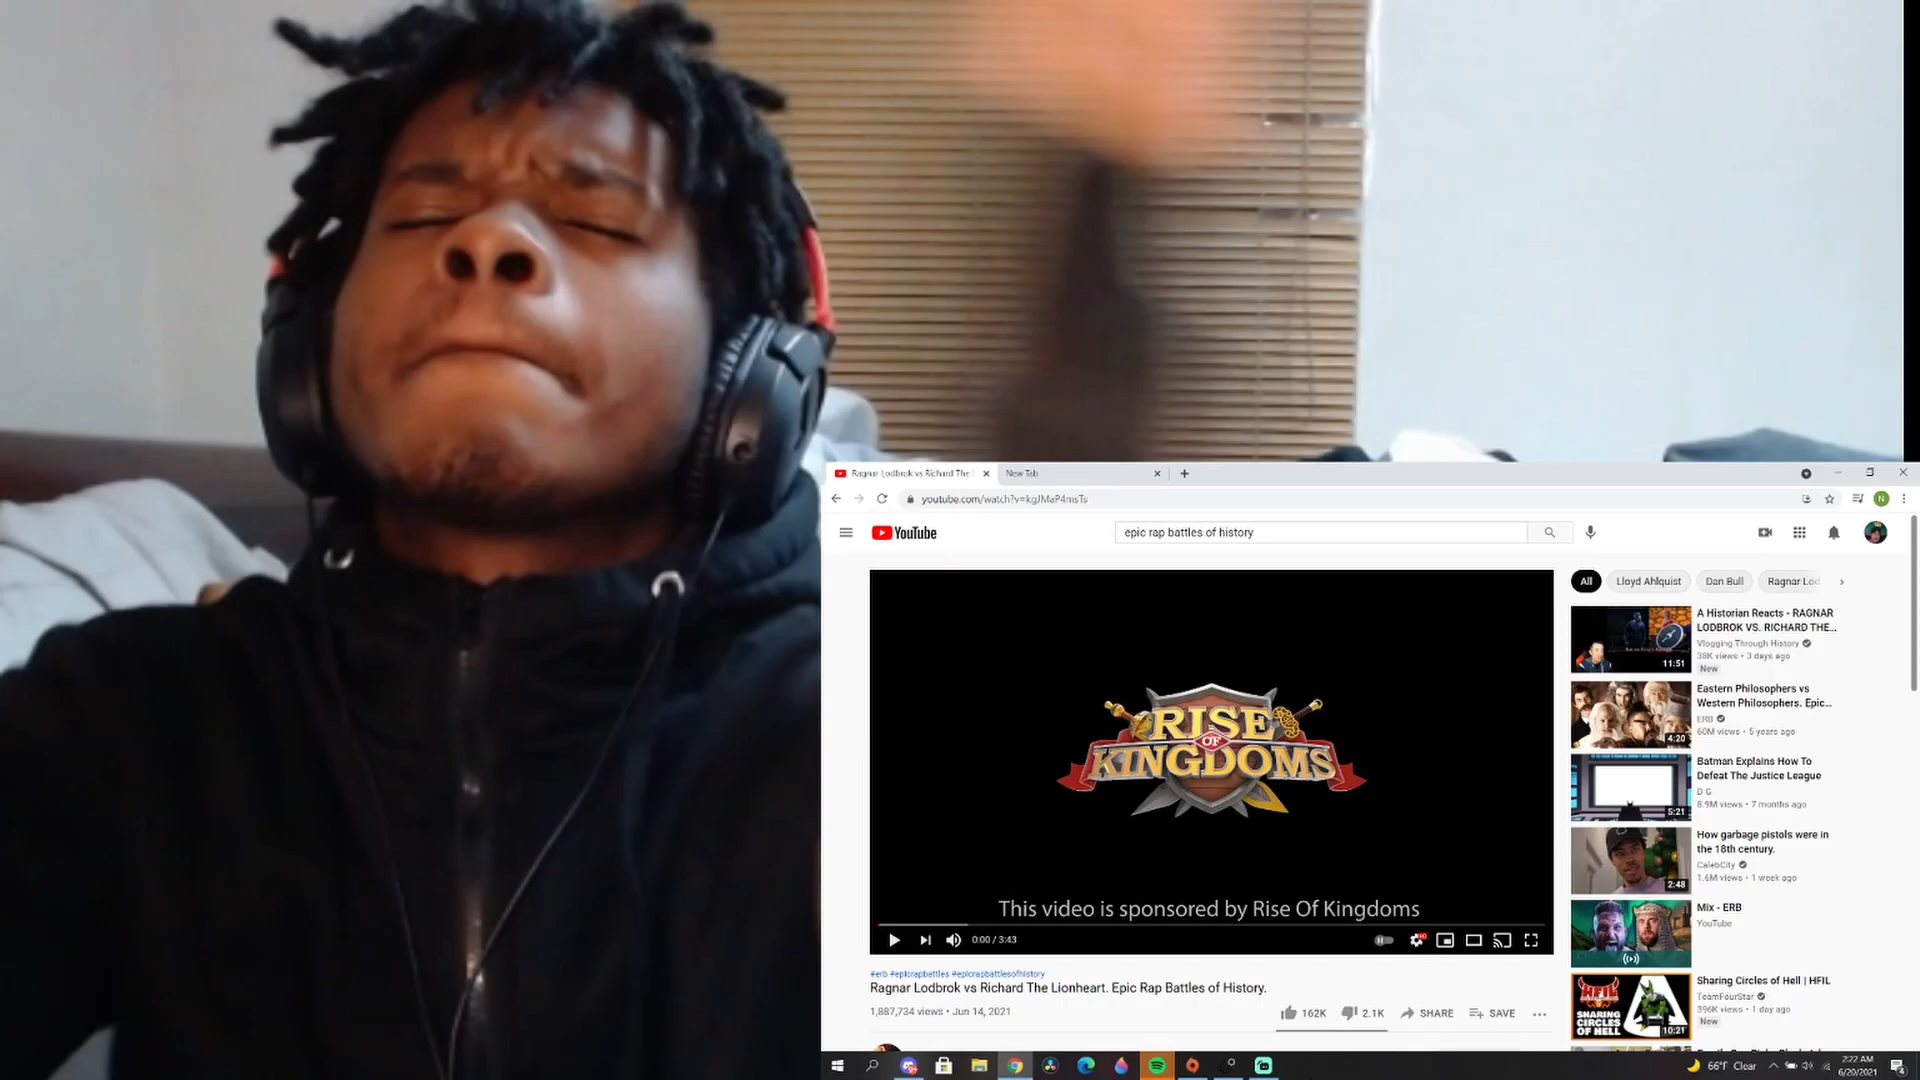 Ragnar Lodbrok vs Richard The
New Tab
youtube.com/watch?v=kgJMaP4msTs
N
YouTube
epic rap battles of history
All
Lloyd Ahlquist
Dan Bull
Ragnar Lod
RISE
OF
KINGDOMS
This video is sponsored by Rise Of Kingdoms
0:00 / 3:43
#erb #epicrapbattles #epicrapbattlesofhistory
Ragnar Lodbrok vs Richard The Lionheart. Epic Rap Battles of History.
1,887,734 views • Jun 14, 2021
162K
2.1K
SHARE
SAVE
A Historian Reacts - RAGNAR
LODBROK VS. RICHARD THE...
Vlogging Through History
38K views • 3 days ago
New
11:51
Eastern Philosophers vs
Western Philosophers. Epic...
ERB
60M views • 5 years ago
4:20
Batman Explains How To
Defeat The Justice League
D G
8.9M views • 7 months ago
5:21
How garbage pistols were in
the 18th century.
CalebCity
1.6M views • 1 week ago
2:48
Mix - ERB
YouTube
Sharing Circles of Hell | HFIL
TeamFourStar
396K views • 1 day ago
New
HFIL
SHARING
CIRCLES
OF HELL
10:21
66°F Clear
2:22 AM
6/20/2021